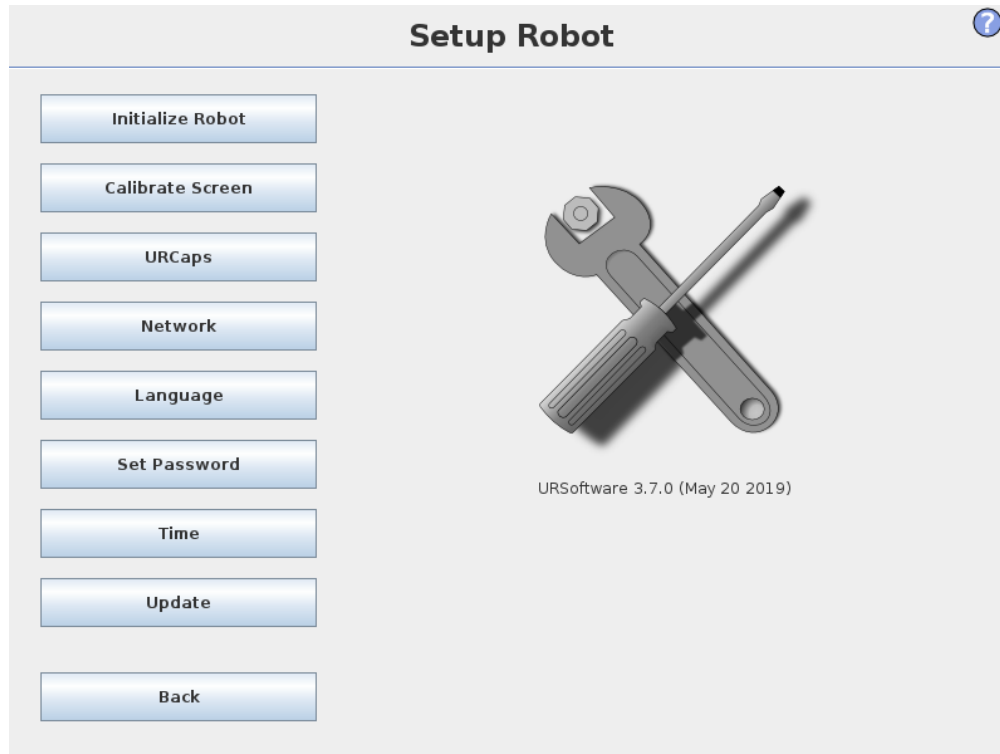 Setup Robot
?
Initialize Robot
Calibrate Screen
URCaps
Network
Language
Set Password
Time
Update
Back
URSoftware 3.7.0 (May 20 2019)